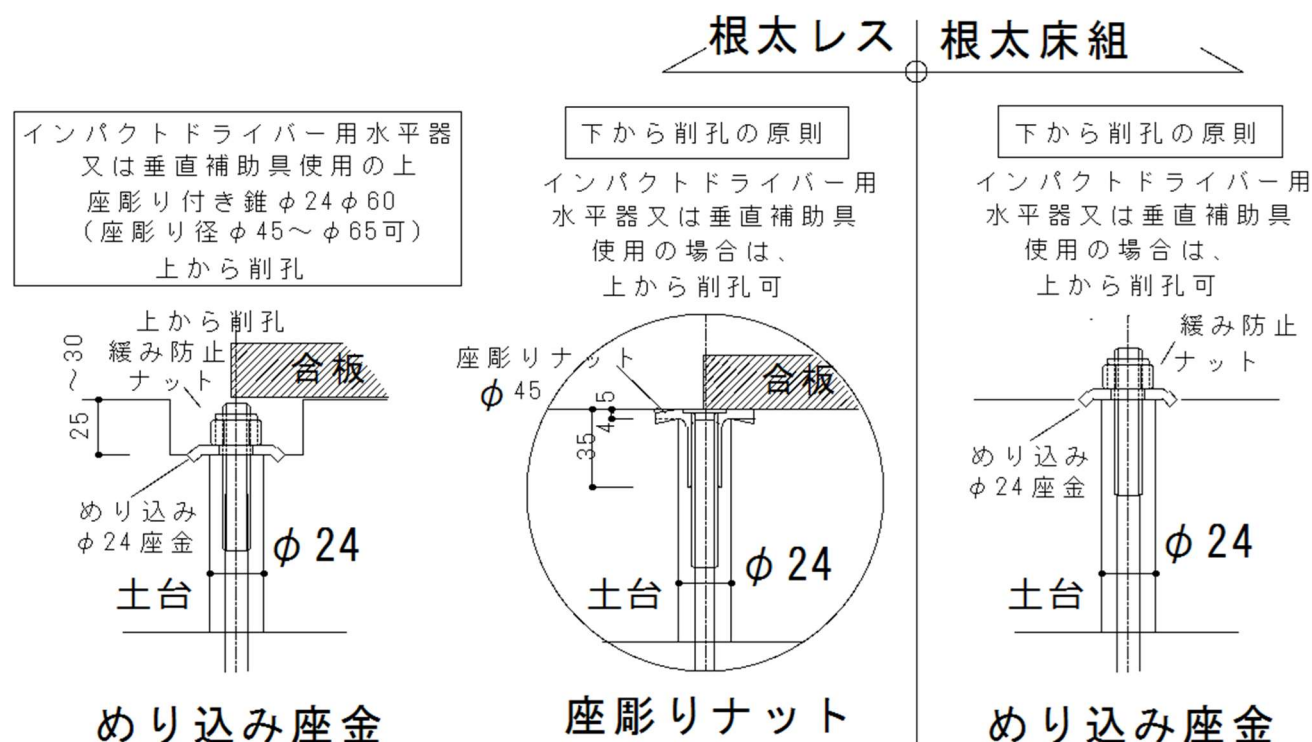 根太レス
根太床組
インパクトドライバー用水平器
又は垂直補助具使用の上
座彫り付き錐φ24φ60
（座彫り径φ45～φ65可）
上から削孔
上から削孔
緩み防止
ナット
合板
25
～30
めり込み
φ24座金
φ24
土台
めり込み座金
下から削孔の原則
インパクトドライバー用
水平器又は垂直補助具
使用の場合は、
上から削孔可
座彫りナット
φ45
合板
35
4.5
φ24
土台
座彫りナット
下から削孔の原則
インパクトドライバー用
水平器又は垂直補助具
使用の場合は、
上から削孔可
緩み防止
ナット
めり込み
φ24座金
φ24
土台
めり込み座金